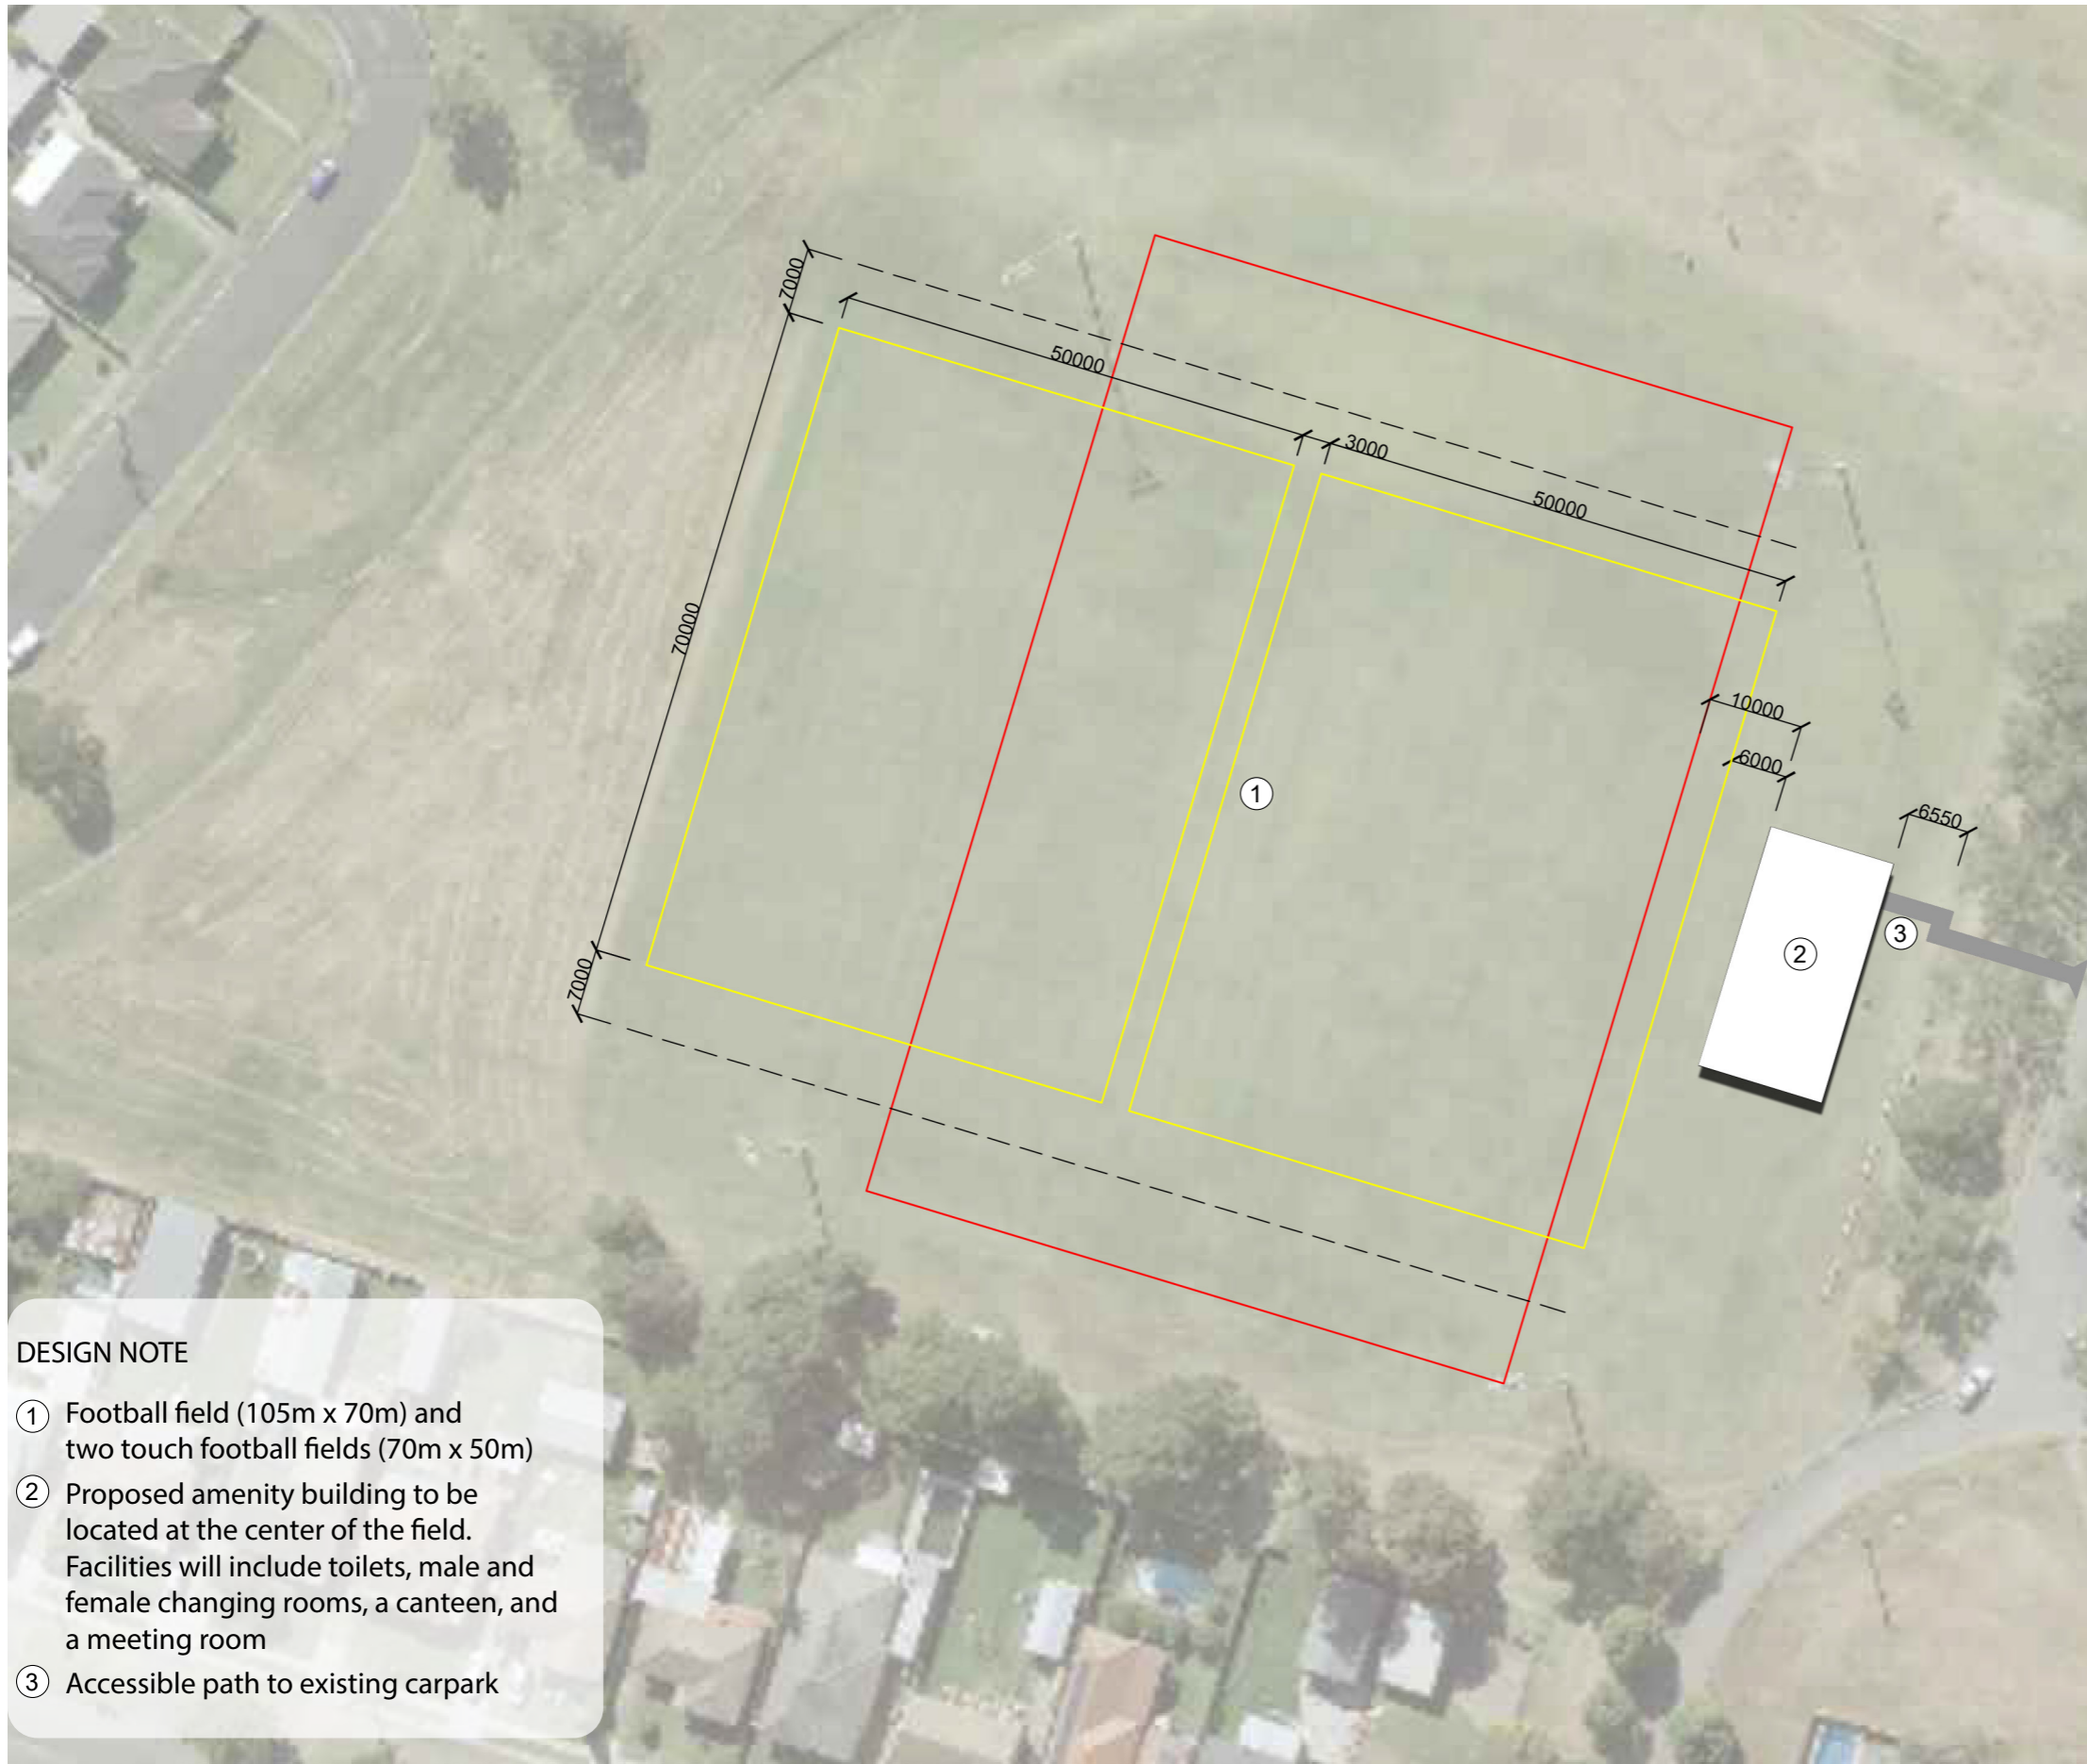 7000
50000
3000
50000
70000
10000
6000
6550
1
2
3
7000
DESIGN NOTE
1 Football field (105m x 70m) and
two touch football fields (70m x 50m)
2 Proposed amenity building to be
located at the center of the field.
Facilities will include toilets, male and
female changing rooms, a canteen, and
a meeting room
3 Accessible path to existing carpark